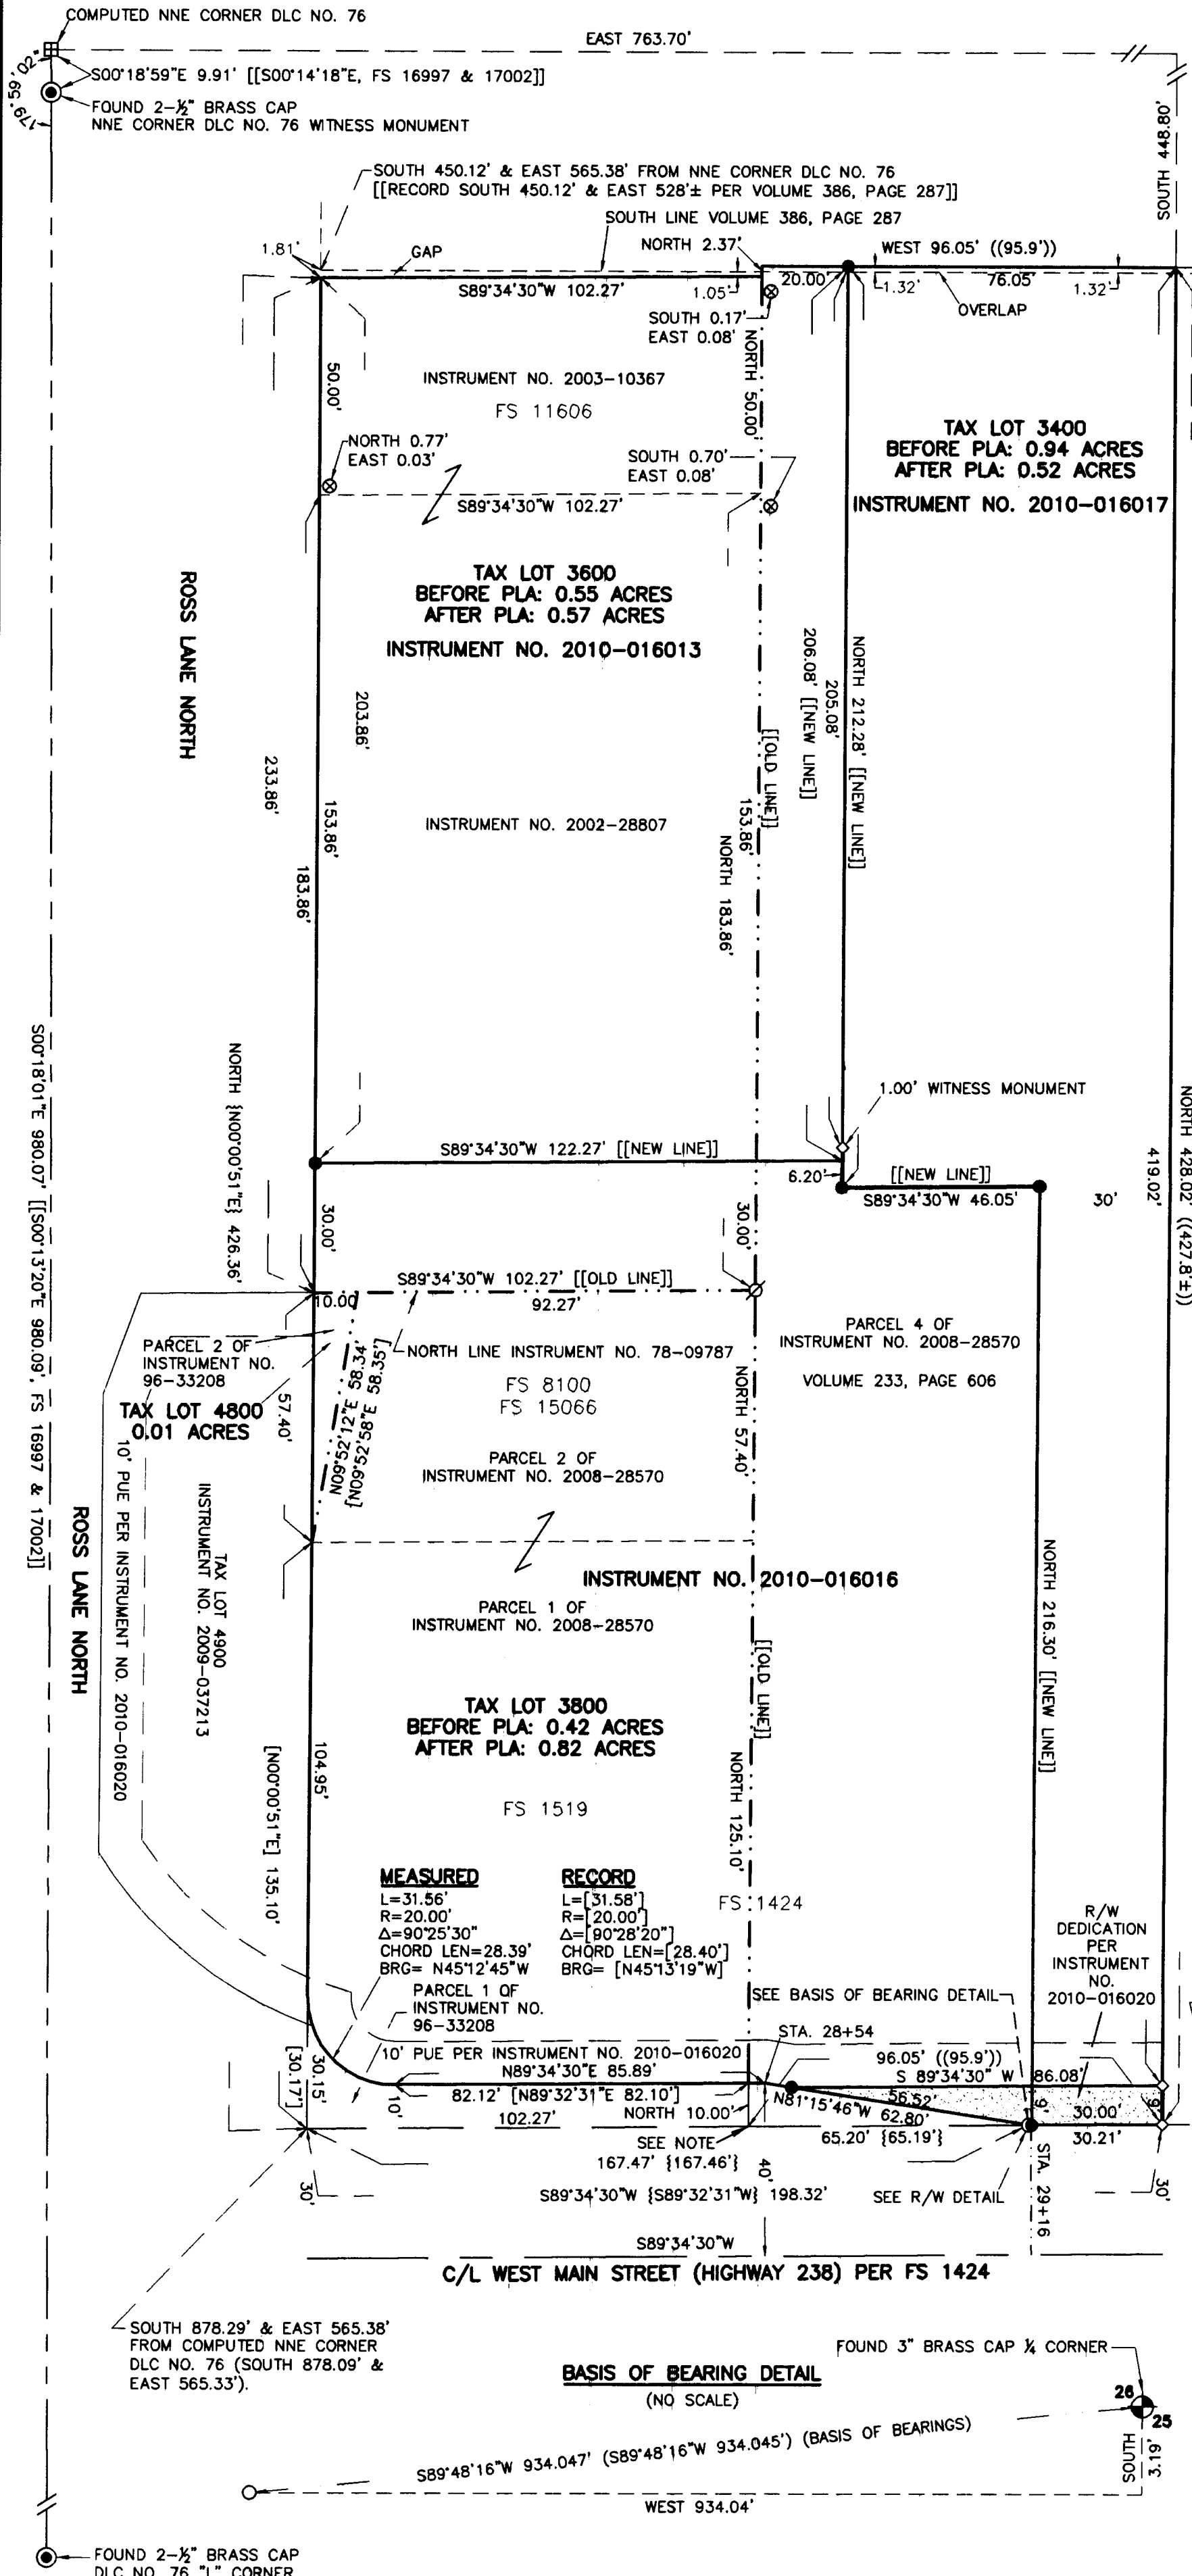 COMPUTED NNE CORNER DLC NO. 76
EAST 763.70'
179°59'02"
S00°18'59"E 9.91' [[S00°14'18"E, FS 16997 & 17002]]
FOUND 2-½" BRASS CAP
NNE CORNER DLC NO. 76 WITNESS MONUMENT
SOUTH 448.80'
SOUTH 450.12' & EAST 565.38' FROM NNE CORNER DLC NO. 76
[[RECORD SOUTH 450.12' & EAST 528'± PER VOLUME 386, PAGE 287]]
SOUTH LINE VOLUME 386, PAGE 287
1.81'
GAP
NORTH 2.37'
WEST 96.05' ((95.9'))
S89°34'30"W 102.27'
1.05'
20.00'
1.32'
76.05'
1.32'
OVERLAP
SOUTH 0.17'
EAST 0.08'
50.00'
NORTH 50.00'
INSTRUMENT NO. 2003-10367
FS 11606
TAX LOT 3400
BEFORE PLA: 0.94 ACRES
AFTER PLA: 0.52 ACRES
INSTRUMENT NO. 2010-016017
NORTH 0.77'
EAST 0.03'
SOUTH 0.70'
EAST 0.08'
S89°34'30"W 102.27'
TAX LOT 3600
BEFORE PLA: 0.55 ACRES
AFTER PLA: 0.57 ACRES
INSTRUMENT NO. 2010-016013
ROSS LANE NORTH
203.86'
233.86'
153.86'
183.86'
INSTRUMENT NO. 2002-28807
[[OLD LINE]]
153.86'
NORTH 183.86'
206.08' [[NEW LINE]]
205.08'
NORTH 212.28' [[NEW LINE]]
1.00' WITNESS MONUMENT
S89°34'30"W 122.27' [[NEW LINE]]
6.20'
[[NEW LINE]]
S89°34'30"W 46.05'
30'
419.02'
NORTH 428.02' ((427.8'±))
S00°18'01"E 980.07' [[S00°13'20"E 980.09', FS 16997 & 17002]]
NORTH {N00°00'51"E} 426.36'
30.00'
30.00'
S89°34'30"W 102.27' [[OLD LINE]]
10.00'
92.27'
PARCEL 2 OF
INSTRUMENT NO.
96-33208
TAX LOT 4800
0.01 ACRES
NORTH LINE INSTRUMENT NO. 78-09787
FS 8100
FS 15066
PARCEL 4 OF
INSTRUMENT NO. 2008-28570
VOLUME 233, PAGE 606
57.40'
N09°52'12"E 58.34'
[N09°52'58"E 58.35']
NORTH 57.40'
PARCEL 2 OF
INSTRUMENT NO. 2008-28570
10' PUE PER INSTRUMENT NO. 2010-016020
ROSS LANE NORTH
TAX LOT 4900
INSTRUMENT NO. 2009-037213
INSTRUMENT NO. 2010-016016
PARCEL 1 OF
INSTRUMENT NO. 2008-28570
[[OLD LINE]]
NORTH 216.30' [[NEW LINE]]
TAX LOT 3800
BEFORE PLA: 0.42 ACRES
AFTER PLA: 0.82 ACRES
104.95'
[N00°00'51"E] 135.10'
NORTH 125.10'
FS 1519
MEASURED
L=31.56'
R=20.00'
Δ=90°25'30"
CHORD LEN=28.39'
BRG= N45°12'45"W
RECORD
L=[31.58']
R=[20.00']
Δ=[90°28'20"]
CHORD LEN=[28.40']
BRG= [N45°13'19"W]
FS 1424
R/W
DEDICATION
PER
INSTRUMENT
NO.
2010-016020
PARCEL 1 OF
INSTRUMENT NO.
96-33208
SEE BASIS OF BEARING DETAIL
STA. 28+54
10' PUE PER INSTRUMENT NO. 2010-016020
N89°34'30"E 85.89'
96.05' ((95.9'))
S 89°34'30" W
86.08'
30.15'
[30.17']
10'
82.12' [N89°32'31"E 82.10']
56.52'
N81°15'46"W 62.80'
9'
9'
30.00'
102.27'
NORTH 10.00'
65.20' {65.19'}
30.21'
SEE NOTE
167.47' {167.46'}
40'
30'
30'
S89°34'30"W {S89°32'31"W} 198.32'
SEE R/W DETAIL
STA. 29+16
S89°34'30"W
C/L WEST MAIN STREET (HIGHWAY 238) PER FS 1424
SOUTH 878.29' & EAST 565.38'
FROM COMPUTED NNE CORNER
DLC NO. 76 (SOUTH 878.09' &
EAST 565.33').
FOUND 3" BRASS CAP ¼ CORNER
BASIS OF BEARING DETAIL
(NO SCALE)
26
25
S89°48'16"W 934.047' (S89°48'16"W 934.045') (BASIS OF BEARINGS)
SOUTH
3.19'
WEST 934.04'
FOUND 2-½" BRASS CAP
DLC NO. 76 "L" CORNER